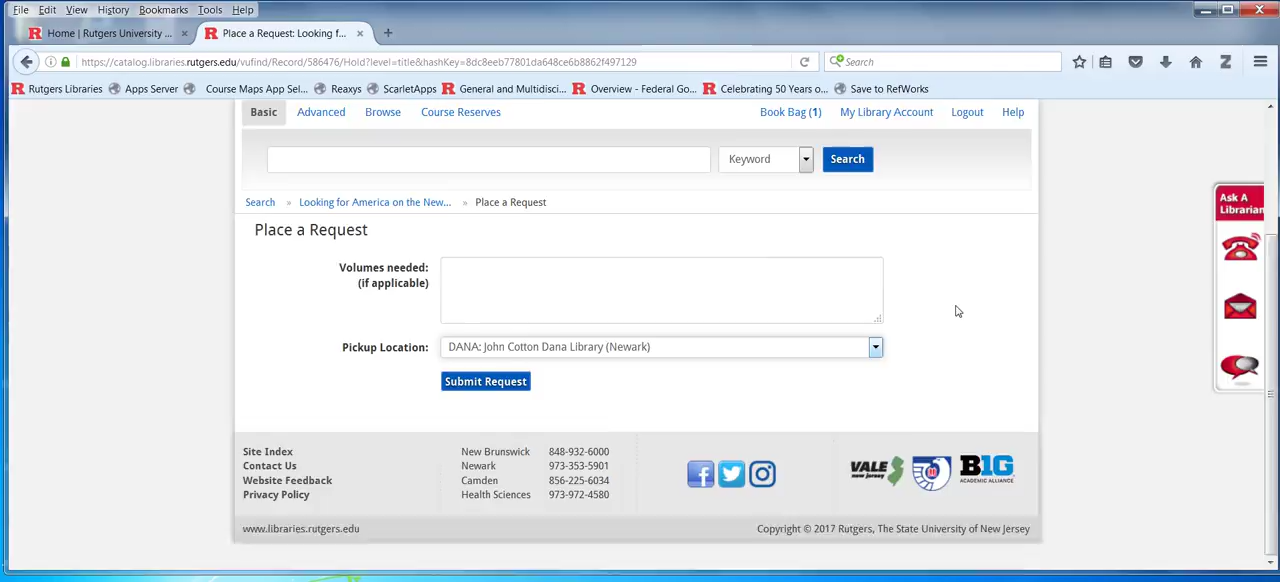 File Edit View History Bookmarks Tools Help
Home | Rutgers University ... × Place a Request: Looking f... × +
https://catalog.libraries.rutgers.edu/vufind/Record/586476/Hold?level=title&hashKey=8dc8eeb77801da648ce6b8862f497129 Search
Rutgers Libraries Apps Server Course Maps App Sel... Reaxys ScarletApps General and Multidisci... Overview - Federal Go... Celebrating 50 Years o... Save to RefWorks
Basic Advanced Browse Course Reserves Book Bag (1) My Library Account Logout Help
Keyword Search
Search » Looking for America on the New... » Place a Request
Ask A
Librarian
Place a Request
Volumes needed:
(if applicable)
Pickup Location: DANA: John Cotton Dana Library (Newark)
Submit Request
Site Index New Brunswick 848-932-6000
Contact Us Newark 973-353-5901
Website Feedback Camden 856-225-6034
Privacy Policy Health Sciences 973-972-4580
VALE
new jersey
B1G
ACADEMIC ALLIANCE
www.libraries.rutgers.edu Copyright © 2017 Rutgers, The State University of New Jersey